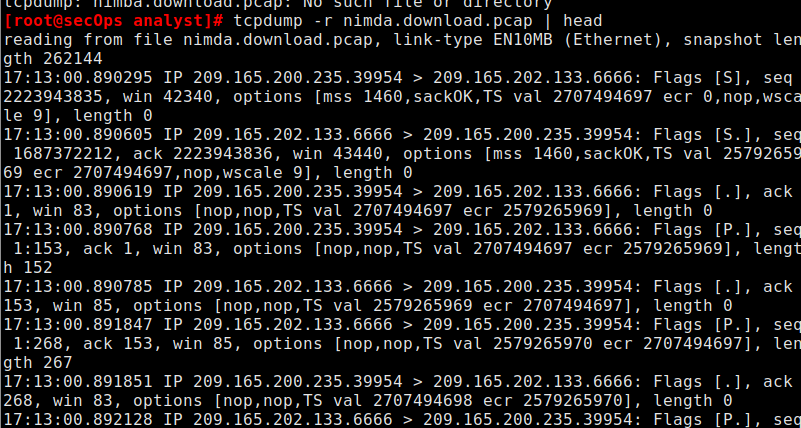 tcpdump: nimba.download.pcap: No such file or directory
[root@secOps analyst]# tcpdump -r nimda.download.pcap | head
reading from file nimda.download.pcap, link-type EN10MB (Ethernet), snapshot len
gth 262144
17:13:00.890295 IP 209.165.200.235.39954 > 209.165.202.133.6666: Flags [S], seq
2223943835, win 42340, options [mss 1460,sackOK,TS val 2707494697 ecr 0,nop,wsca
le 9], length 0
17:13:00.890605 IP 209.165.202.133.6666 > 209.165.200.235.39954: Flags [S.], seq
 1687372212, ack 2223943836, win 43440, options [mss 1460,sackOK,TS val 25792659
69 ecr 2707494697,nop,wscale 9], length 0
17:13:00.890619 IP 209.165.200.235.39954 > 209.165.202.133.6666: Flags [.], ack
1, win 83, options [nop,nop,TS val 2707494697 ecr 2579265969], length 0
17:13:00.890768 IP 209.165.200.235.39954 > 209.165.202.133.6666: Flags [P.], seq
 1:153, ack 1, win 83, options [nop,nop,TS val 2707494697 ecr 2579265969], lengt
h 152
17:13:00.890785 IP 209.165.202.133.6666 > 209.165.200.235.39954: Flags [.], ack
153, win 85, options [nop,nop,TS val 2579265969 ecr 2707494697], length 0
17:13:00.891847 IP 209.165.202.133.6666 > 209.165.200.235.39954: Flags [P.], seq
 1:268, ack 153, win 85, options [nop,nop,TS val 2579265970 ecr 2707494697], len
gth 267
17:13:00.891851 IP 209.165.200.235.39954 > 209.165.202.133.6666: Flags [.], ack
268, win 83, options [nop,nop,TS val 2707494698 ecr 2579265970], length 0
17:13:00.892128 IP 209.165.202.133.6666 > 209.165.200.235.39954: Flags [P.], seq